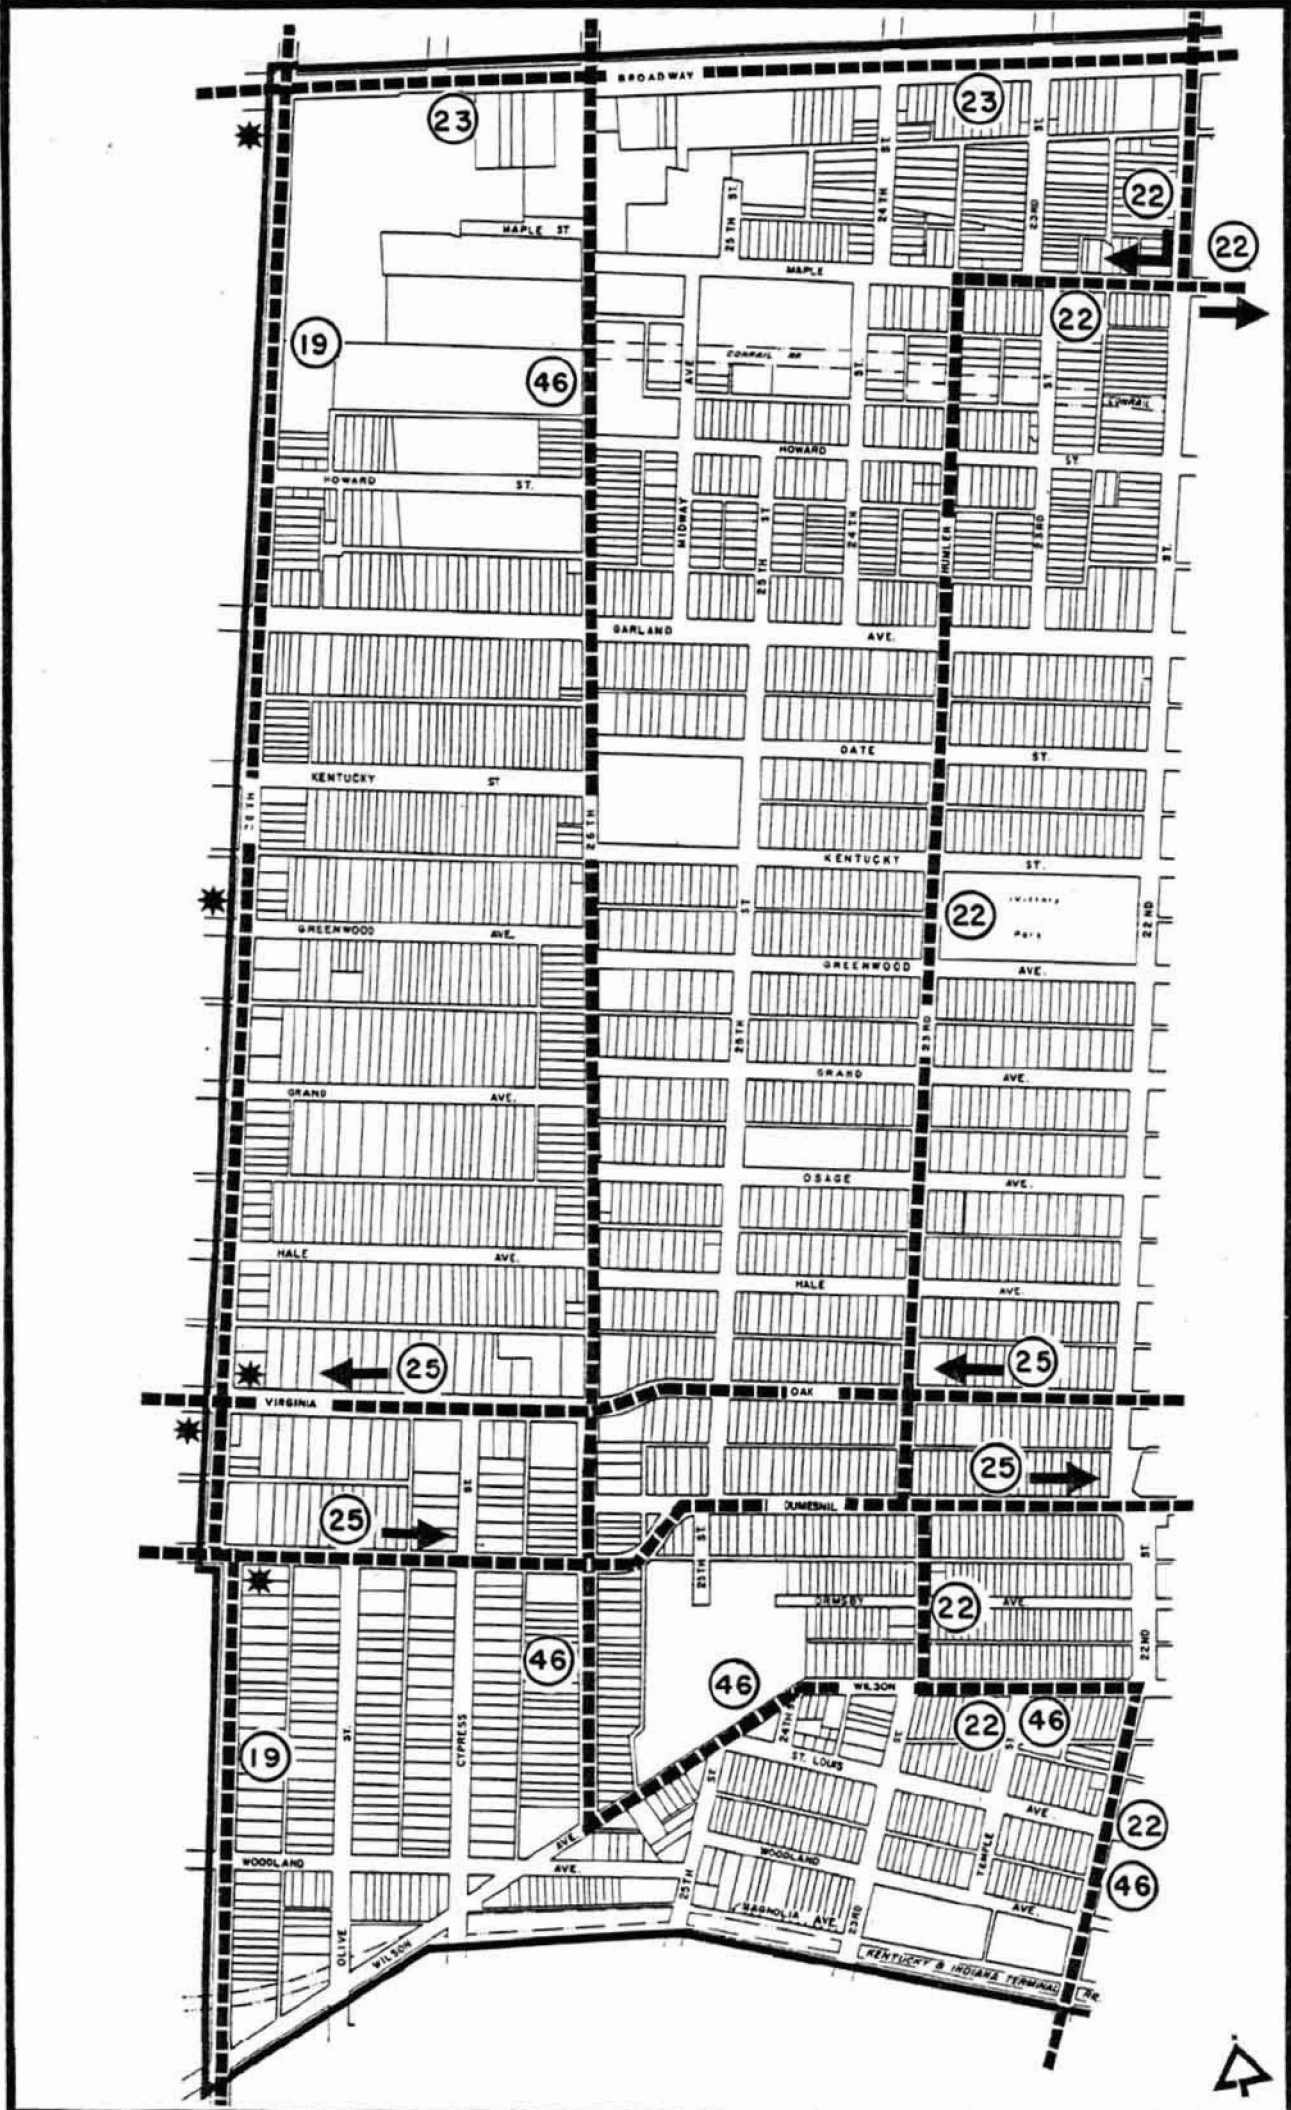 BROADWAY
23
23
ST.
ST.
24TH
22
25TH ST.
23RD
MAPLE ST
22
MAPLE
22
19
CONRAIL RR
ST.
46
AVE
ST.
CONRAIL
HOWARD
ST.
HOWARD ST.
MIDWAY
25TH ST
24TH
23RD
HUMLER
ST.
GARLAND AVE.
DATE ST.
KENTUCKY ST
28TH
26TH
KENTUCKY ST.
ST
22
Park
22ND
GREENWOOD AVE.
GREENWOOD AVE.
25TH
23RD
GRAND AVE.
GRAND AVE.
OSAGE AVE.
HALE AVE.
HALE AVE.
25
25
VIRGINIA
OAK
25
ST.
25
DUMESNIL
25TH ST.
ST.
ORMSBY AVE.
22
22ND
46
46
WILSON
22
46
24TH
ST.
ST
19
ST.
CYPRESS
ST. LOUIS AVE.
ST
22
AVE.
WOODLAND AVE.
WOODLAND AVE.
TEMPLE
46
25TH
MAGNOLIA AVE.
23RD
OLIVE
WILSON
KENTUCKY & INDIANA TERMINAL RR.